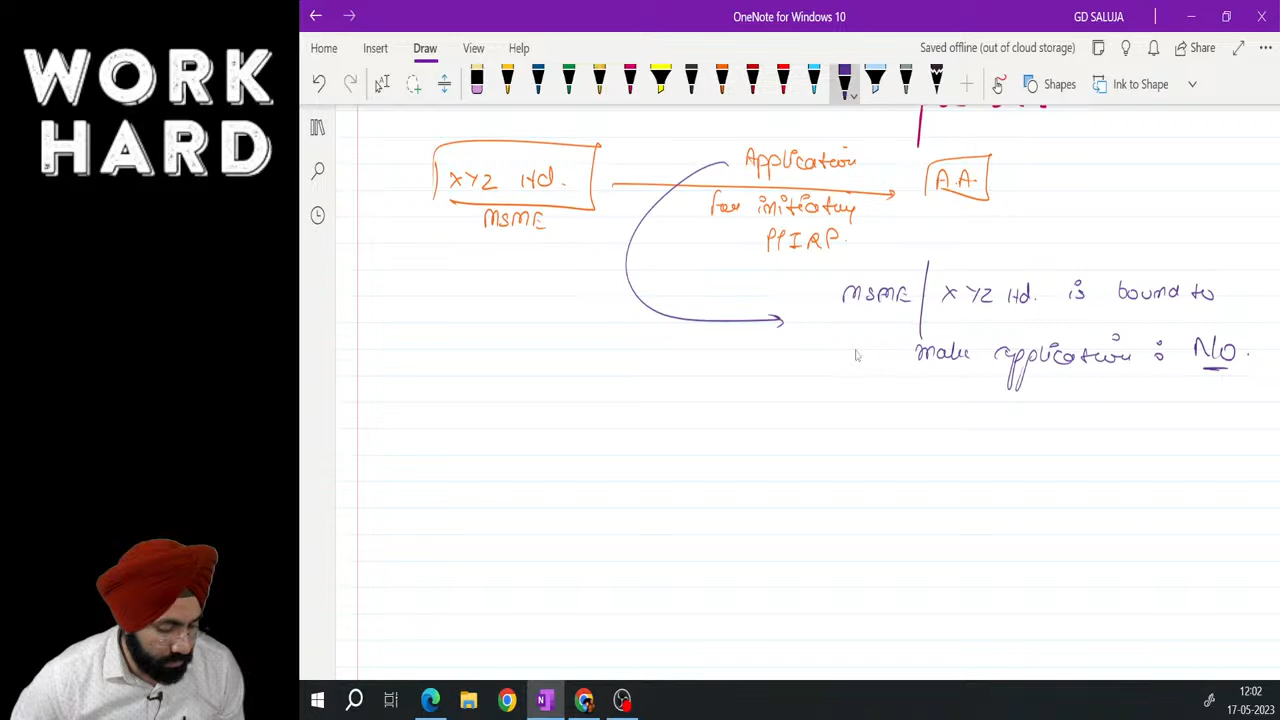 WORK
HARD
OneNote for Windows 10
GD SALUJA
Home Insert Draw View Help
Saved offline (out of cloud storage)
Share
Shapes
Ink to Shape
XYZ Ltd.
MSME
Application
for initiating
PPIRP.
A.A.
MSME | XYZ Ltd. is bound to
make application : No.
12:02
17-05-2023